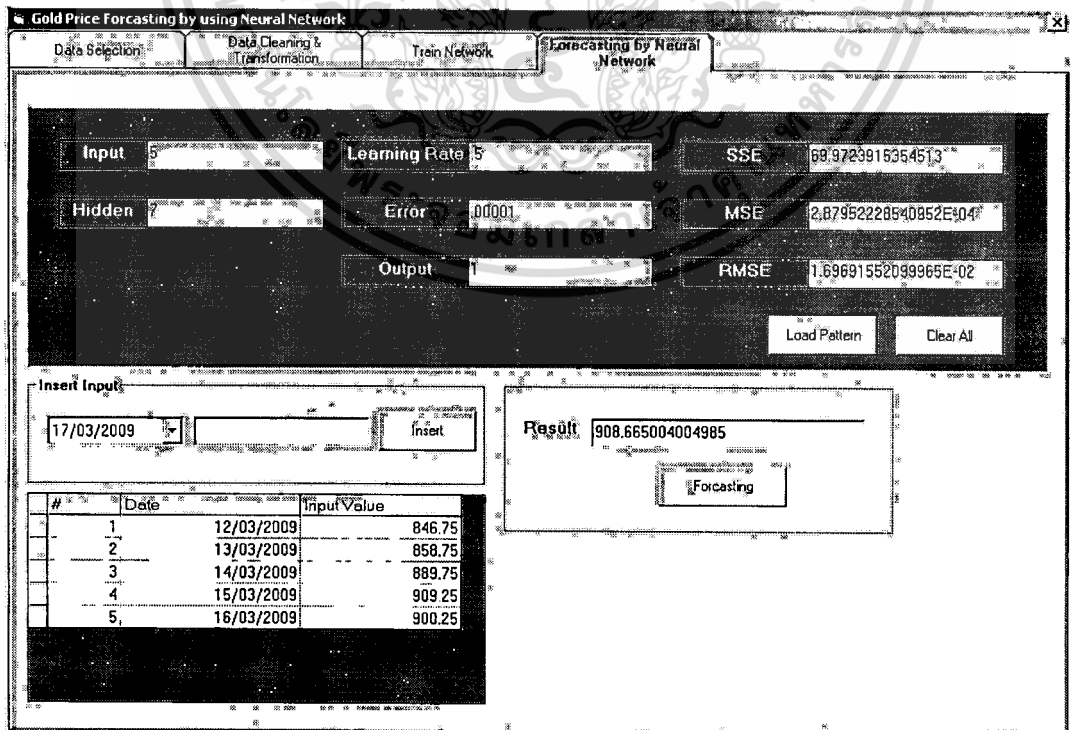 Gold Price Forcasting by using Neural Network
Data Selection
Data Cleaning &
Transformation
Train Network
Forecasting by Neural
Network
Input 5 Learning Rate .5 SSE 69.9723915354513
Hidden 7 Error .00001 MSE 2.87952228540952E-04
Output 1 RMSE 1.69691552099965E-02
Load Pattern Clear All
Insert Input
17/03/2009 Insert
Result 908.665004004985
Forcasting
# Date Input Value
1 12/03/2009 846.75
2 13/03/2009 858.75
3 14/03/2009 889.75
4 15/03/2009 909.25
5 16/03/2009 900.25